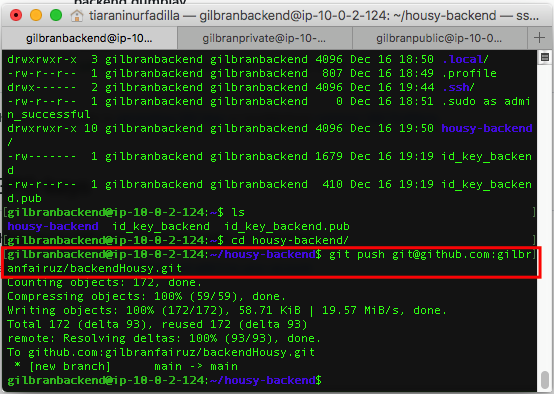 tiaraninurfadilla — gilbranbackend@ip-10-0-2-124: ~/housy-backend — ss...
gilbranbackend@ip-10...
gilbranprivate@ip-10-...
gilbranpublic@ip-10-0...
+
drwxrwxr-x  3 gilbranbackend gilbranbackend 4096 Dec 16 18:50 .local/
-rw-r--r--  1 gilbranbackend gilbranbackend  807 Dec 16 18:49 .profile
drwx------  2 gilbranbackend gilbranbackend 4096 Dec 16 19:44 .ssh/
-rw-r--r--  1 gilbranbackend gilbranbackend    0 Dec 16 18:51 .sudo_as_admi
n_successful
drwxrwxr-x 10 gilbranbackend gilbranbackend 4096 Dec 16 19:50 housy-backend
/
-rw-------  1 gilbranbackend gilbranbackend 1679 Dec 16 19:19 id_key_backen
d
-rw-r--r--  1 gilbranbackend gilbranbackend  410 Dec 16 19:19 id_key_backen
d.pub
[gilbranbackend@ip-10-0-2-124:~$ ls
housy-backend  id_key_backend  id_key_backend.pub
[gilbranbackend@ip-10-0-2-124:~$ cd housy-backend/
[gilbranbackend@ip-10-0-2-124:~/housy-backend$ git push git@github.com:gilbr]
anfairuz/backendHousy.git
Counting objects: 172, done.
Compressing objects: 100% (59/59), done.
Writing objects: 100% (172/172), 58.71 KiB | 19.57 MiB/s, done.
Total 172 (delta 93), reused 172 (delta 93)
remote: Resolving deltas: 100% (93/93), done.
To github.com:gilbranfairuz/backendHousy.git
 * [new branch]      main -> main
gilbranbackend@ip-10-0-2-124:~/housy-backend$